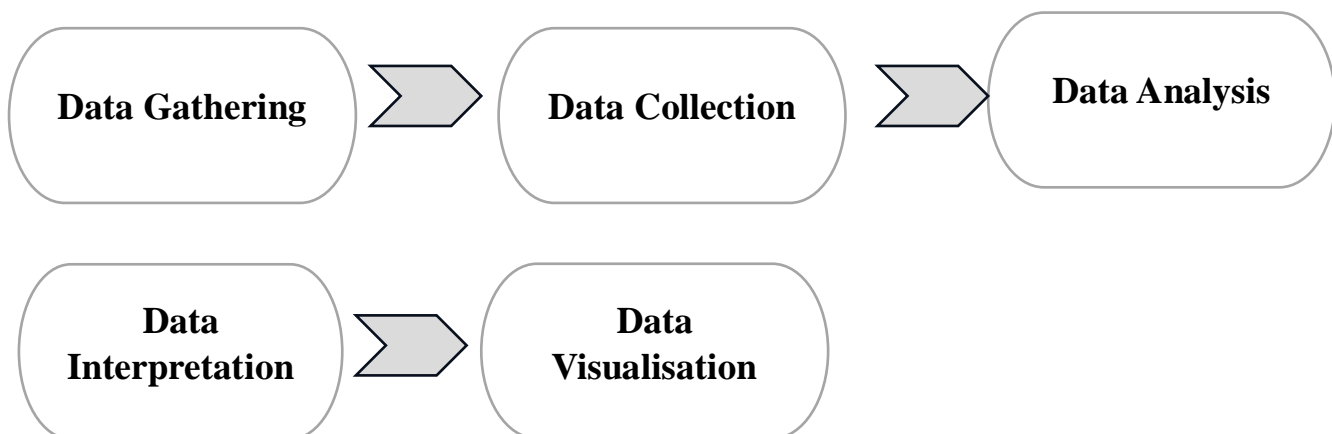 Data Gathering
Data Collection
Data Analysis
Data
Interpretation
Data
Visualisation